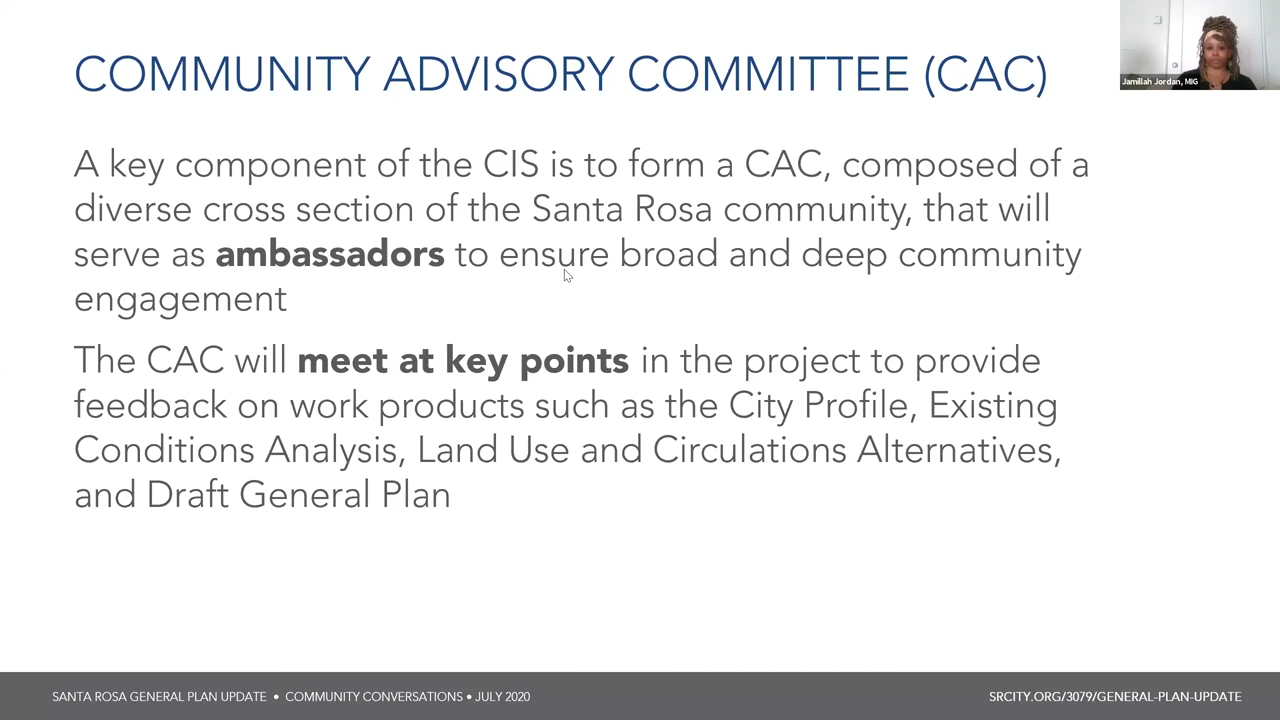 COMMUNITY ADVISORY COMMITTEE (CAC)
Jamillah Jordan, MIG
A key component of the CIS is to form a CAC, composed of a
diverse cross section of the Santa Rosa community, that will
serve as ambassadors to ensure broad and deep community
engagement
The CAC will meet at key points in the project to provide
feedback on work products such as the City Profile, Existing
Conditions Analysis, Land Use and Circulations Alternatives,
and Draft General Plan
SANTA ROSA GENERAL PLAN UPDATE • COMMUNITY CONVERSATIONS • JULY 2020
SRCITY.ORG/3079/GENERAL-PLAN-UPDATE